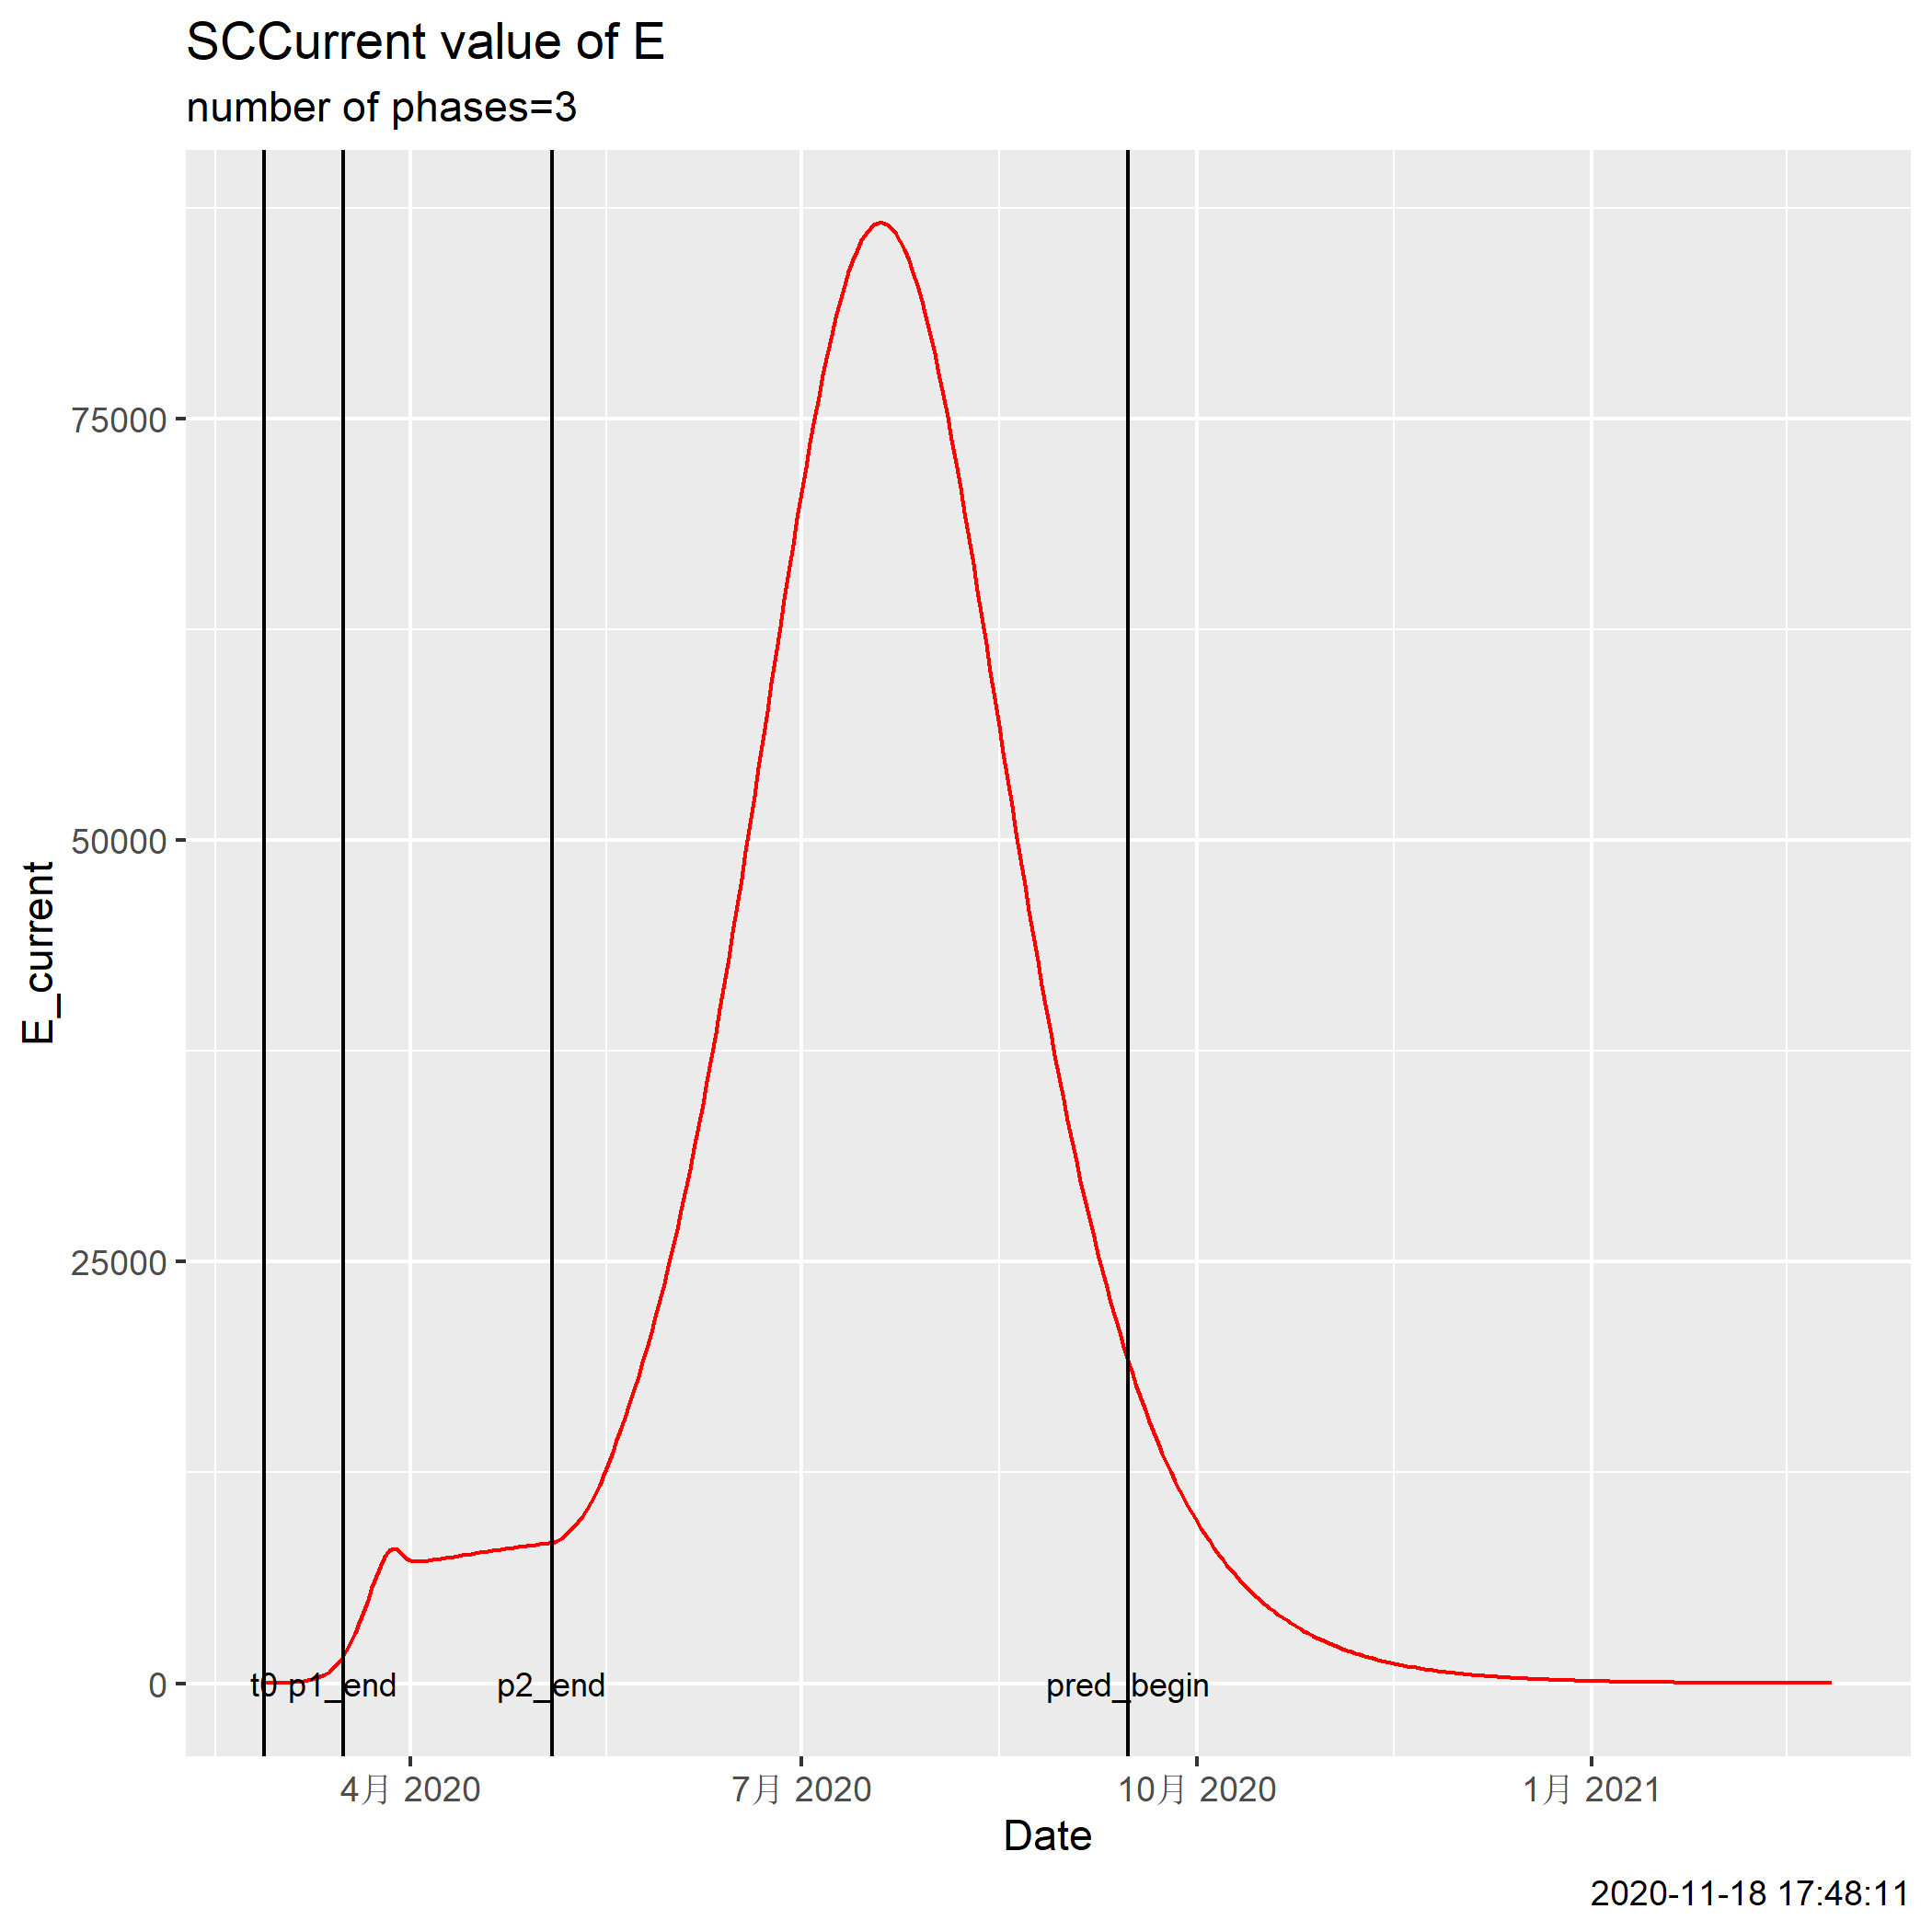 SCCurrent value of E
number of phases=3
E_current
75000
50000
25000
0
t0 p1_end p2_end pred_begin
4月 2020 7月 2020 10月 2020 1月 2021
Date
2020-11-18 17:48:11